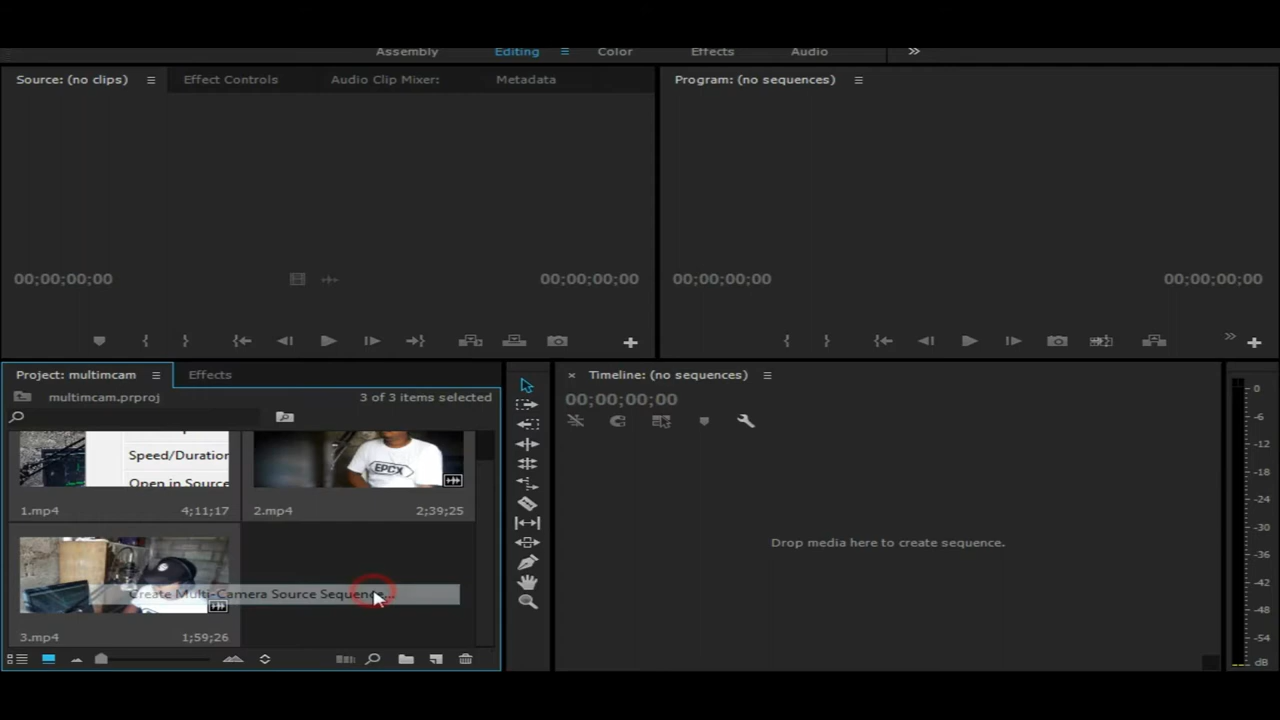 Assembly Editing Color Effects Audio
Source: (no clips) Effect Controls Audio Clip Mixer: Metadata
Program: (no sequences)
00;00;00;00 00;00;00;00
00;00;00;00 00;00;00;00
Project: multimcam Effects
multimcam.prproj 3 of 3 items selected
Speed/Duration
Open in Source
EPCX
1.mp4 4;11;17
2.mp4 2;39;25
Create Multi-Camera Source Sequence...
3.mp4 1;59;26
Timeline: (no sequences)
00;00;00;00
Drop media here to create sequence.
0
-6
-12
-18
-24
-30
-36
-42
-48
-54
dB